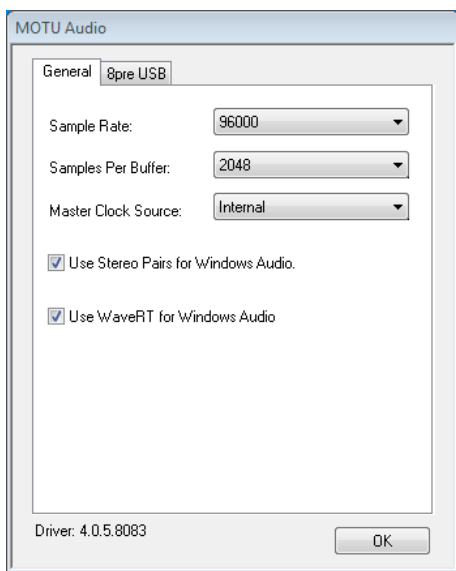 MOTU Audio
General 8pre USB
Sample Rate: 96000
Samples Per Buffer: 2048
Master Clock Source: Internal
Use Stereo Pairs for Windows Audio.
Use WaveRT for Windows Audio
Driver: 4.0.5.8083 OK